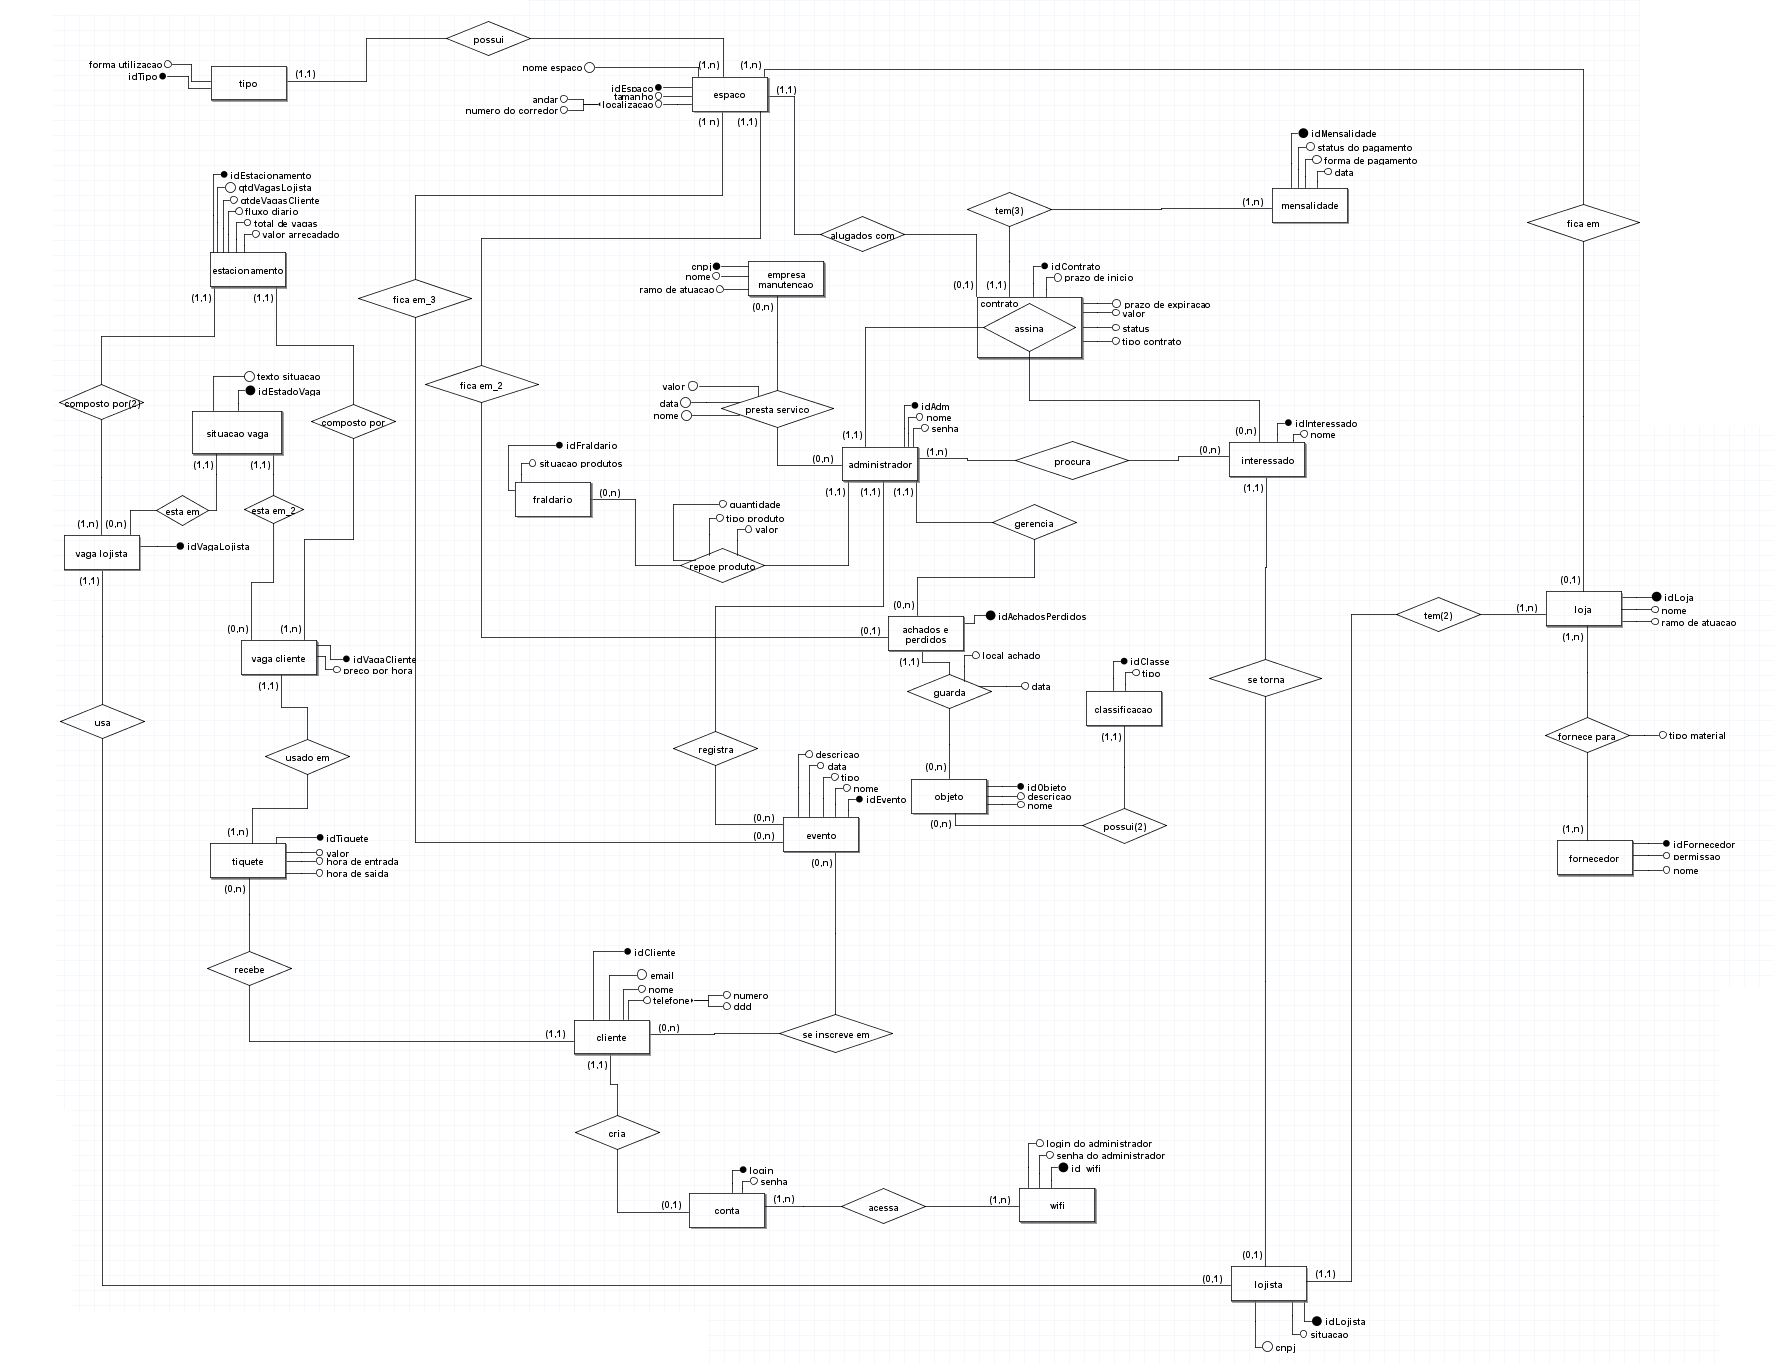 possui
forma utilizacao
idTipo
tipo
(1,1)
nome espaco
(1,n)
(1,n)
idEspaco
tamanho
localizacao
andar
numero do corredor
espaco
(1,1)
(1 n)
(1,1)
idMensalidade
status do pagamento
forma de pagamento
data
mensalidade
(1,n)
tem(3)
fica em
alugados com
idEstacionamento
qtdVagasLojista
qtdeVagasCliente
fluxo diario
total de vagas
valor arrecadado
estacionamento
(1,1)
(1,1)
cnpj
nome
ramo de atuacao
empresa
manutencao
(0,n)
fica em_3
(0,1)
(1,1)
idContrato
prazo de inicio
contrato
assina
prazo de expiracao
valor
status
tipo contrato
texto situacao
idEstadoVaga
situacao vaga
(1,1)
(1,1)
composto por(2)
composto por
fica em_2
valor
data
nome
presta servico
idAdm
nome
senha
(1,1)
(0,n)
administrador
(1,n)
(1,1)
(1,1)
(1,1)
procura
(0,n)
(0,n)
idInteressado
nome
interessado
(1,1)
idFraldario
situacao produtos
fraldario
(0,n)
quantidade
tipo produto
valor
repoe produto
gerencia
esta em
esta em_2
(1,n)
(0,n)
vaga lojista
idVagaLojista
(1,1)
(0,n)
(1,n)
vaga cliente
idVagaCliente
preco por hora
(1,1)
(0,n)
(0,1)
achados e
perdidos
idAchadosPerdidos
(1,1)
local achado
guarda
data
idClasse
tipo
classificacao
(1,1)
se torna
tem(2)
(1,n)
(0,1)
loja
idLoja
nome
ramo de atuacao
(1,n)
usa
usado em
registra
fornece para
tipo material
descricao
data
tipo
nome
idEvento
(0,n)
(0,n)
evento
(0,n)
(0,n)
objeto
idObjeto
descricao
nome
(0,n)
possui(2)
(1,n)
tiquete
idTiquete
valor
hora de entrada
hora de saida
(0,n)
(1,n)
fornecedor
idFornecedor
permissao
nome
recebe
idCliente
email
nome
telefone
numero
ddd
(1,1)
cliente
(0,n)
(1,1)
se inscreve em
cria
login
senha
(0,1)
conta
(1,n)
acessa
(1,n)
login do administrador
senha do administrador
id_wifi
wifi
(0,1)
(0,1)
lojista
(1,1)
idLojista
situacao
cnpj